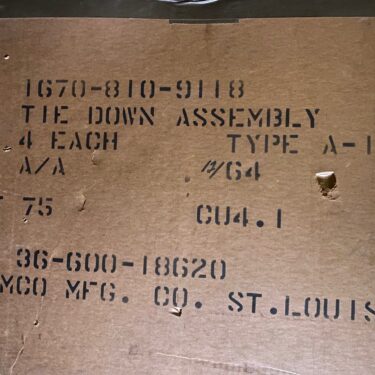 1670-810-9118
TIE DOWN ASSEMBLY
4 EACH TYPE A-1
A/A 12/64
75 CU4.1
36-600-18620
MCO MFG. CO. ST.LOUIS